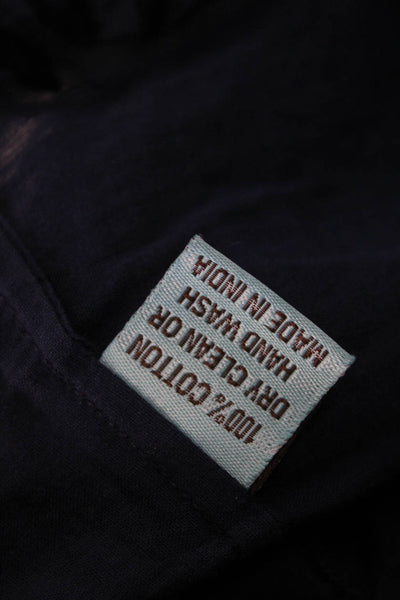 100% COTTON
DRY CLEAN OR
HAND WASH
MADE IN INDIA